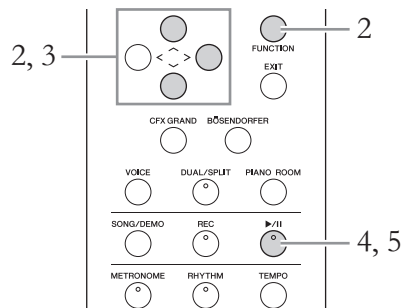 2
2, 3
< >
FUNCTION
EXIT
CFX GRAND BÖSENDORFER
VOICE DUAL/SPLIT PIANO ROOM
SONG/DEMO REC ►/II
4, 5
METRONOME RHYTHM TEMPO